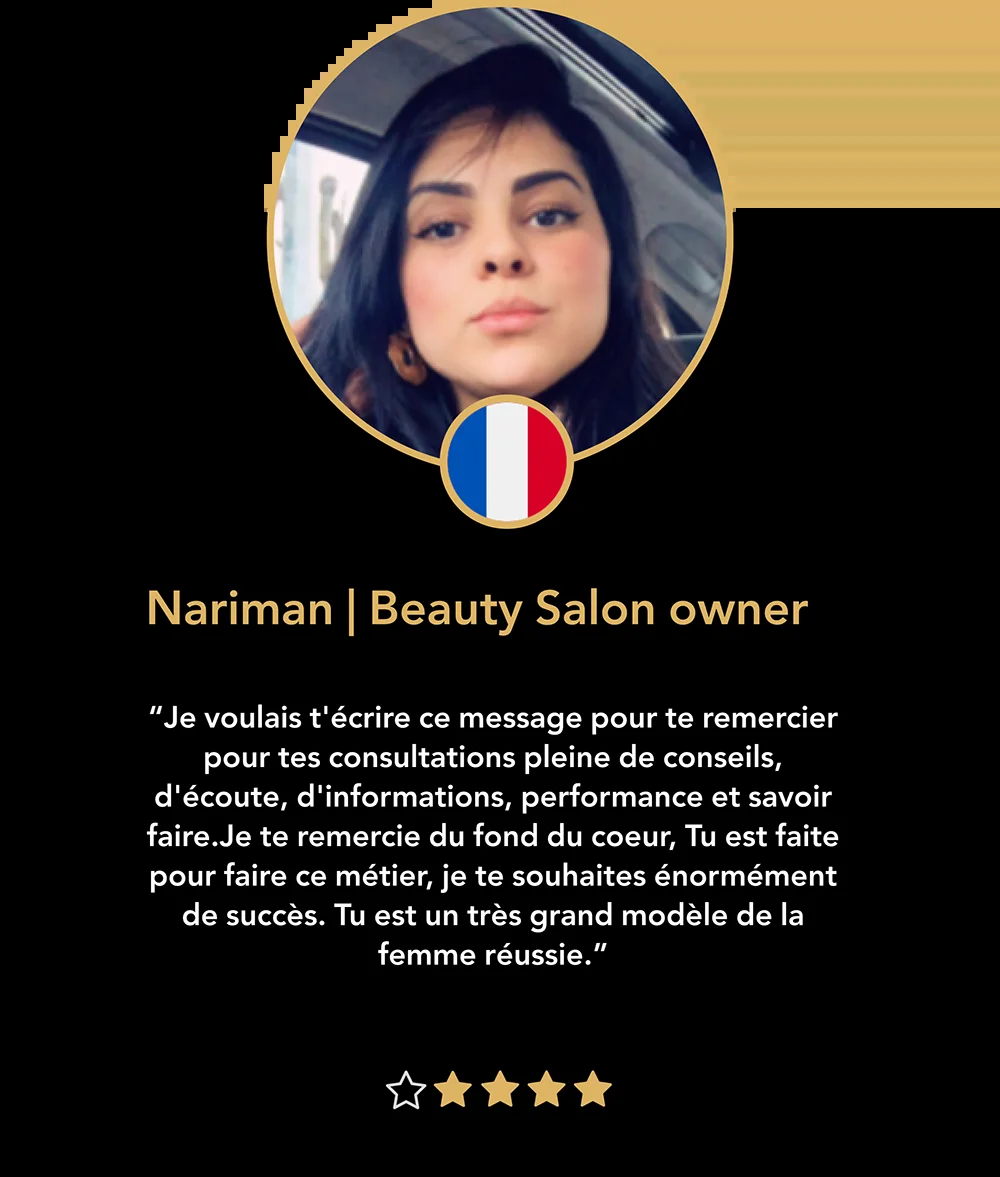 Nariman | Beauty Salon owner
“Je voulais t'écrire ce message pour te remercier
pour tes consultations pleine de conseils,
d'écoute, d'informations, performance et savoir
faire.Je te remercie du fond du coeur, Tu est faite
pour faire ce métier, je te souhaites énormément
de succès. Tu est un très grand modèle de la
femme réussie.”